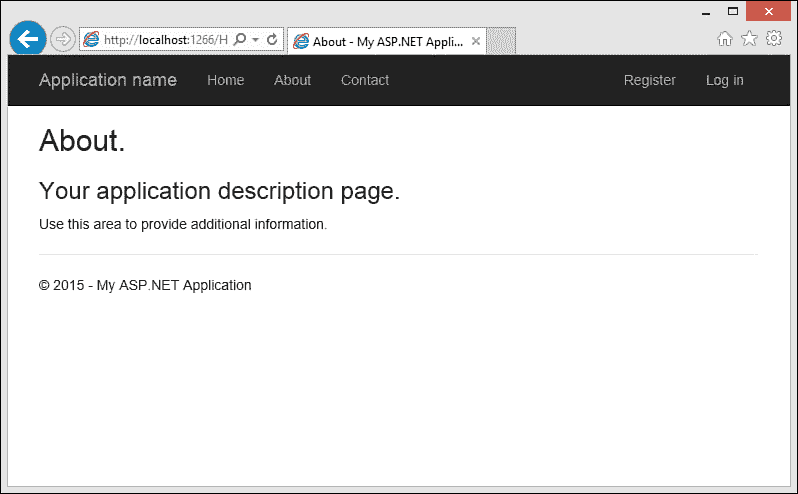 http://localhost:1266/H
About - My ASP.NET Appli...
Application name Home About Contact Register Log in
About.
Your application description page.
Use this area to provide additional information.
© 2015 - My ASP.NET Application